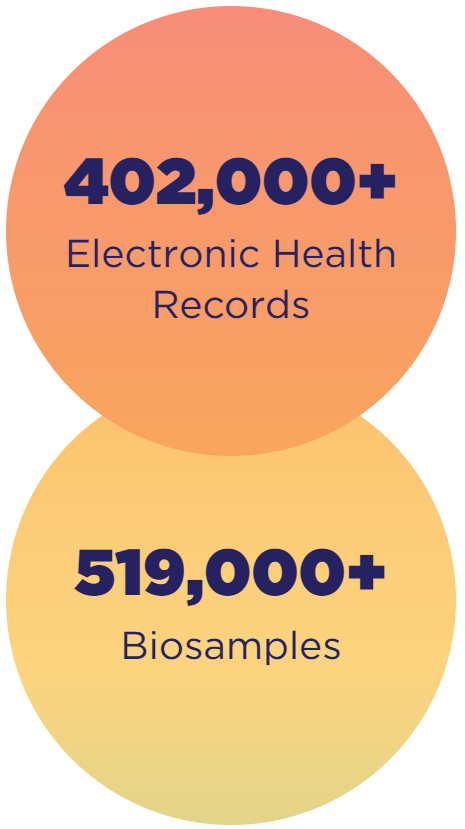 402,000+
Electronic Health
Records
519,000+
Biosamples